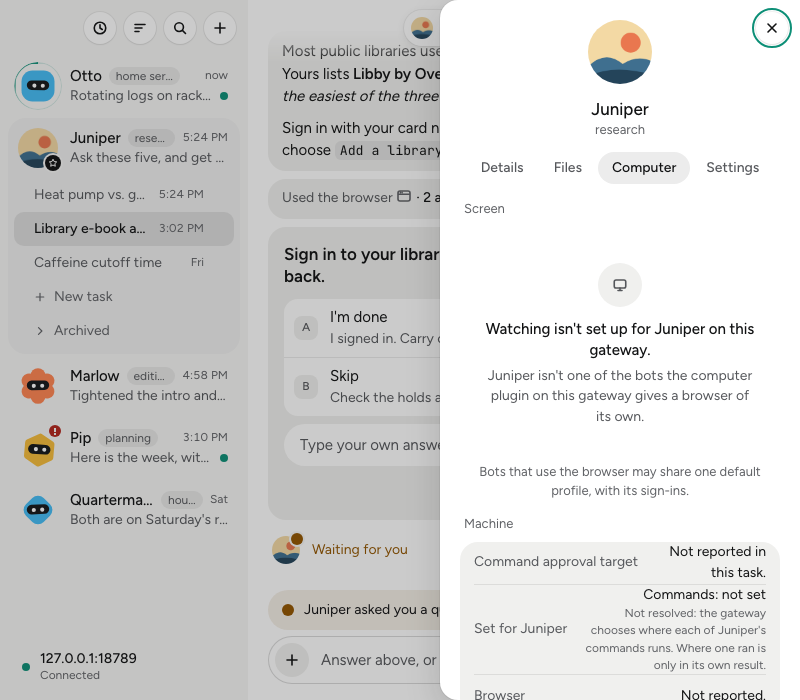 Otto home ser... now
Rotating logs on rack...
Juniper rese... 5:24 PM
Ask these five, and get ...
Heat pump vs. g... 5:24 PM
Library e-book a... 3:02 PM
Caffeine cutoff time Fri
New task
Archived
Marlow editi... 4:58 PM
Tightened the intro and...
Pip planning 3:10 PM
Here is the week, wit...
Quarterma... hou... Sat
Both are on Saturday's r...
127.0.0.1:18789
Connected
Most public libraries use
Yours lists Libby by Ove
the easiest of the three
Sign in with your card n
choose Add a library
Used the browser · 2 a
Sign in to your librar
back.
A I'm done
I signed in. Carry o
B Skip
Check the holds a
Type your own answe
Waiting for you
Juniper asked you a q
Answer above, or
Juniper
research
Details Files Computer Settings
Screen
Watching isn't set up for Juniper on this
gateway.
Juniper isn't one of the bots the computer
plugin on this gateway gives a browser of
its own.
Bots that use the browser may share one default
profile, with its sign-ins.
Machine
Command approval target Not reported in
this task.
Set for Juniper Commands: not set
Not resolved: the gateway
chooses where each of Juniper's
commands runs. Where one ran is
only in its own result.
Browser Not reported.